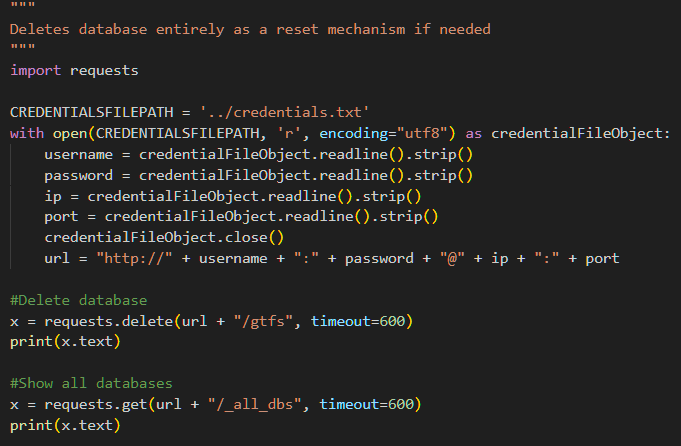 """
Deletes database entirely as a reset mechanism if needed
"""
import requests

CREDENTIALSFILEPATH = '../credentials.txt'
with open(CREDENTIALSFILEPATH, 'r', encoding="utf8") as credentialFileObject:
    username = credentialFileObject.readline().strip()
    password = credentialFileObject.readline().strip()
    ip = credentialFileObject.readline().strip()
    port = credentialFileObject.readline().strip()
    credentialFileObject.close()
    url = "http://" + username + ":" + password + "@" + ip + ":" + port

#Delete database
x = requests.delete(url + "/gtfs", timeout=600)
print(x.text)

#Show all databases
x = requests.get(url + "/_all_dbs", timeout=600)
print(x.text)